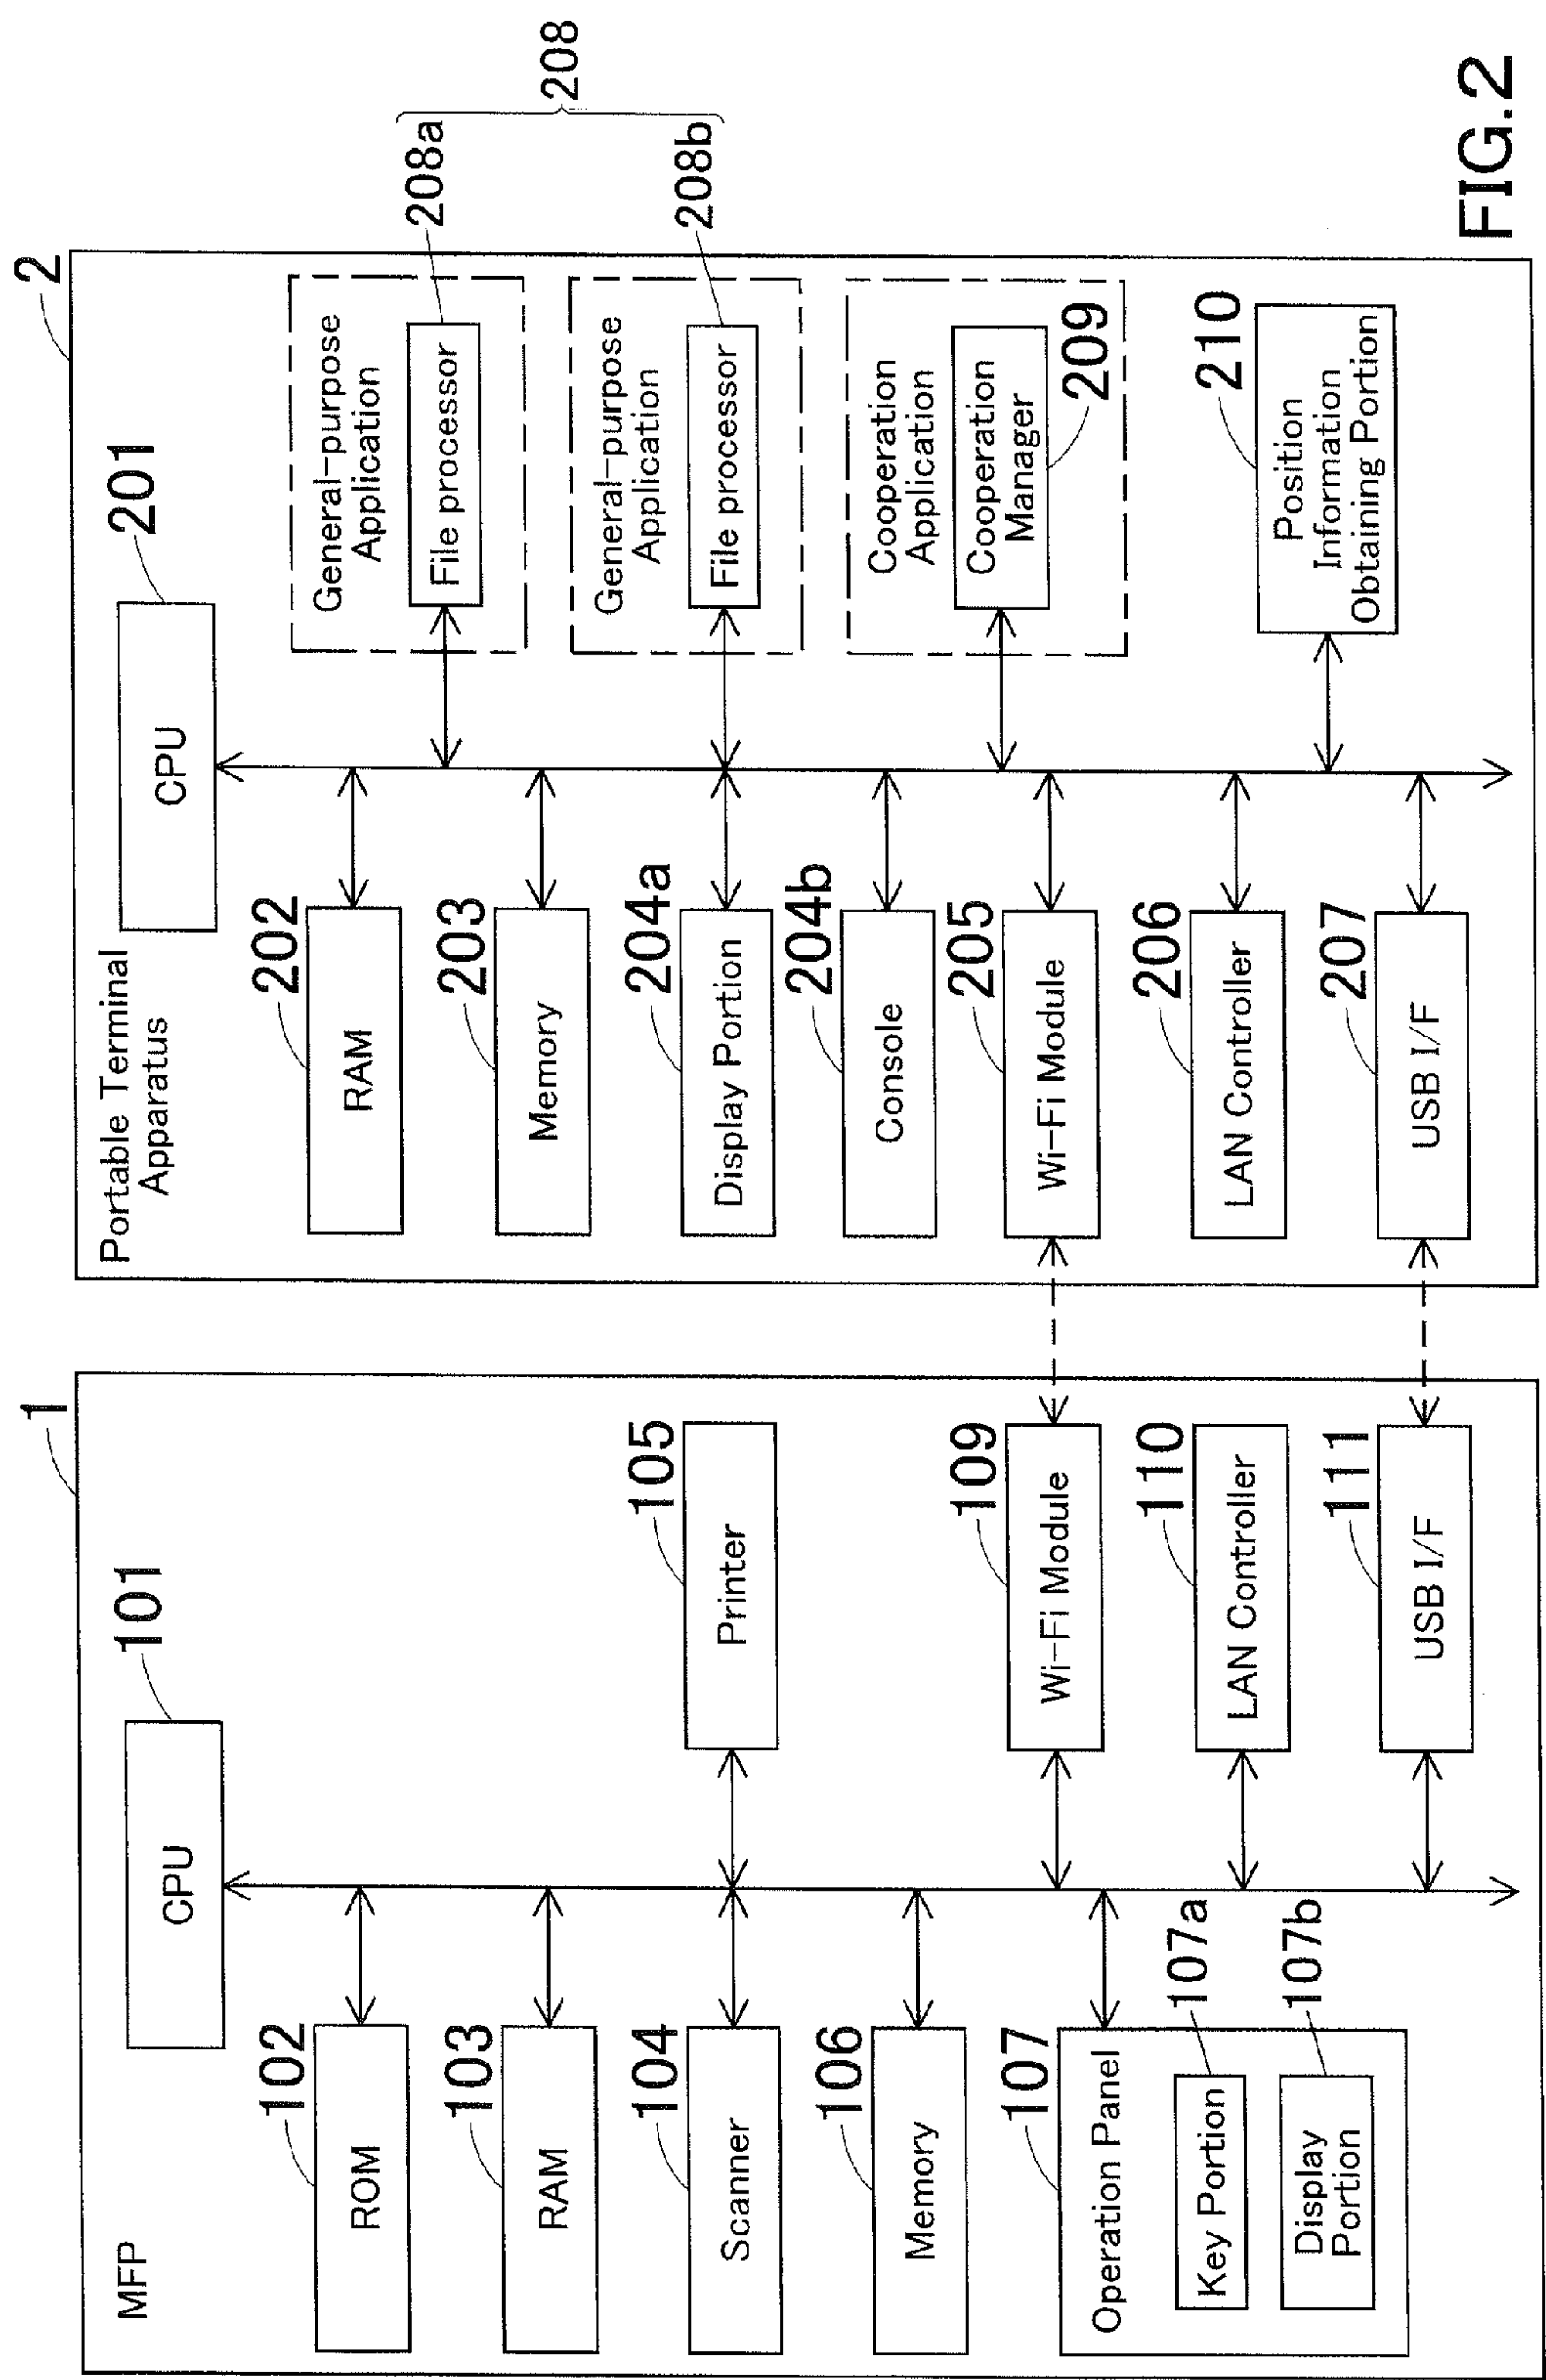 1
MFP
101
CPU
102
ROM
103
RAM
104
Scanner
105
Printer
106
Memory
107
Operation Panel
107a
Key Portion
107b
Display
Portion
109
Wi-Fi Module
110
LAN Controller
111
USB I/F
2
Portable Terminal
Apparatus
201
CPU
202
RAM
203
Memory
204a
Display Portion
204b
Console
205
Wi-Fi Module
206
LAN Controller
207
USB I/F
208
General-purpose
Application
208a
File processor
General-purpose
Application
208b
File processor
Cooperation
Application
Cooperation
Manager
209
210
Position
Information
Obtaining Portion
FIG.2